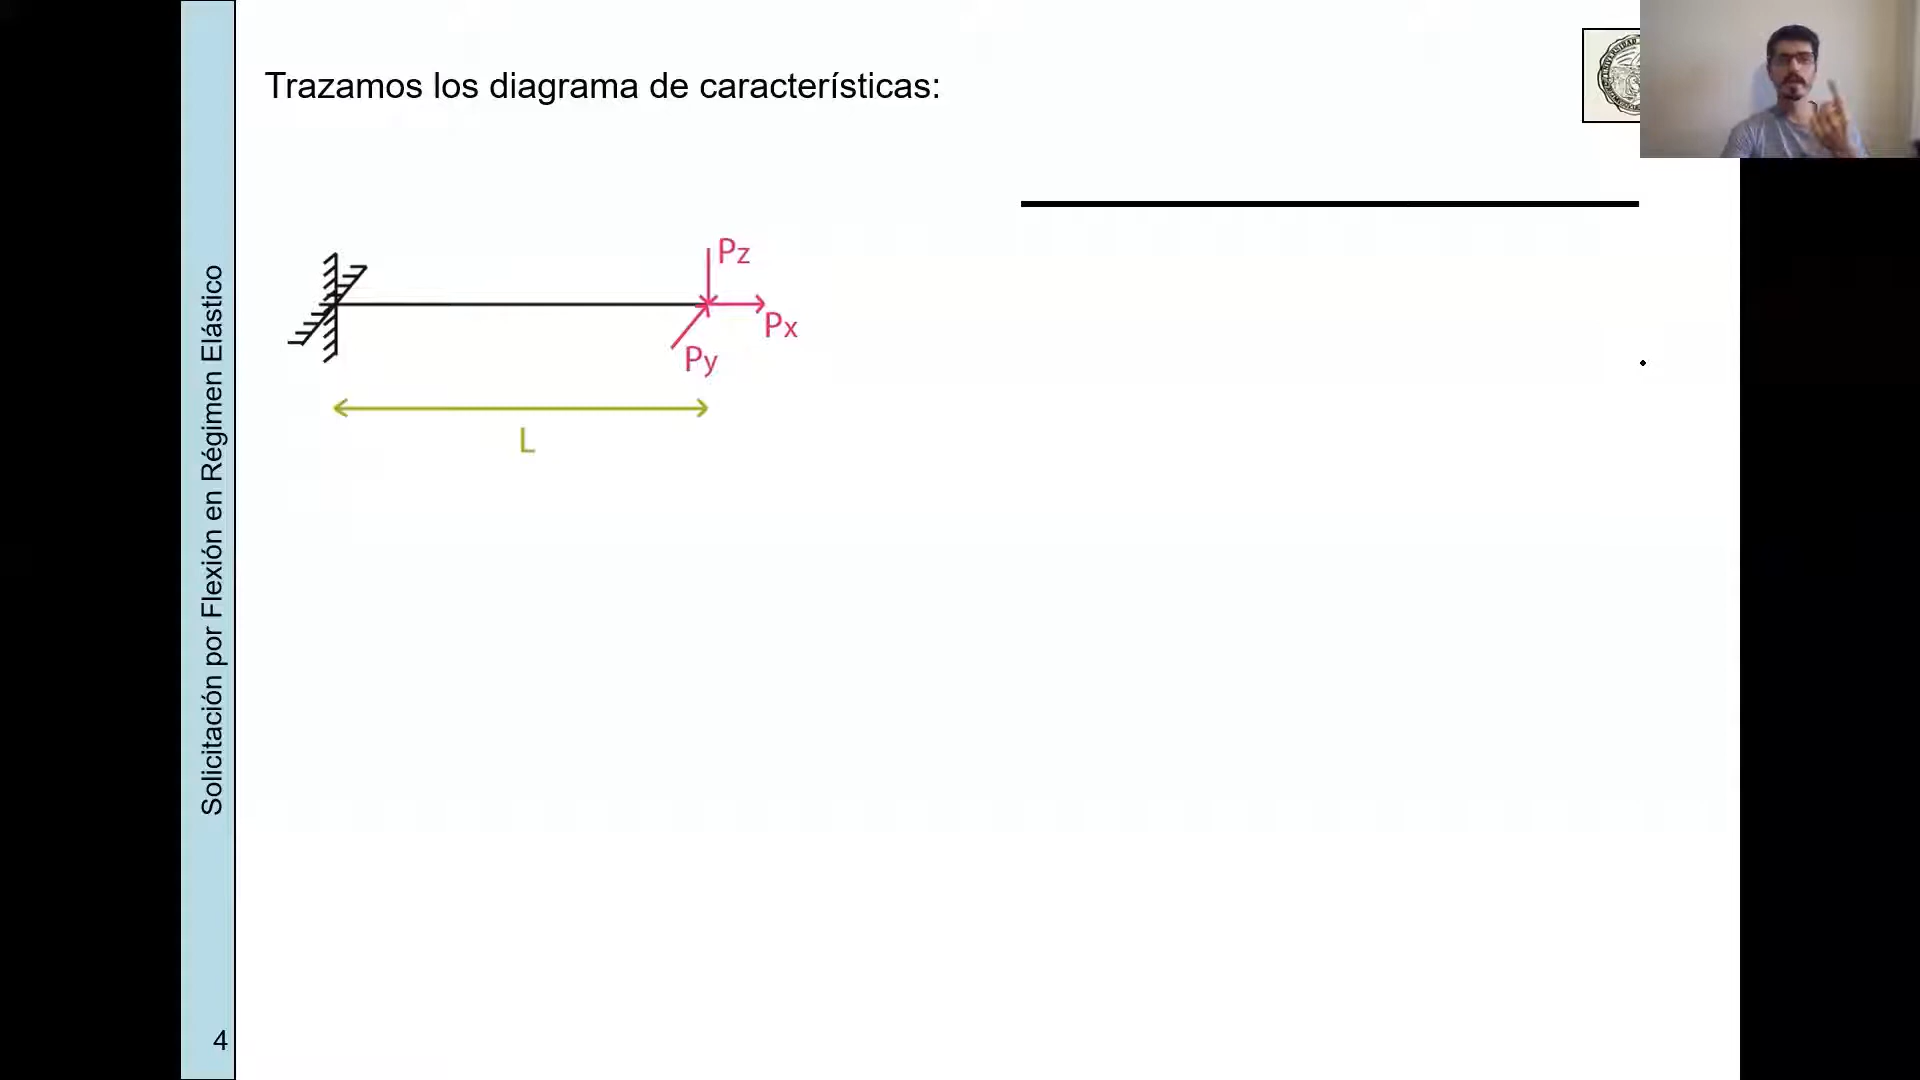 Trazamos los diagrama de características:
Pz
Px
Py
L
Solicitación por Flexión en Régimen Elástico
4